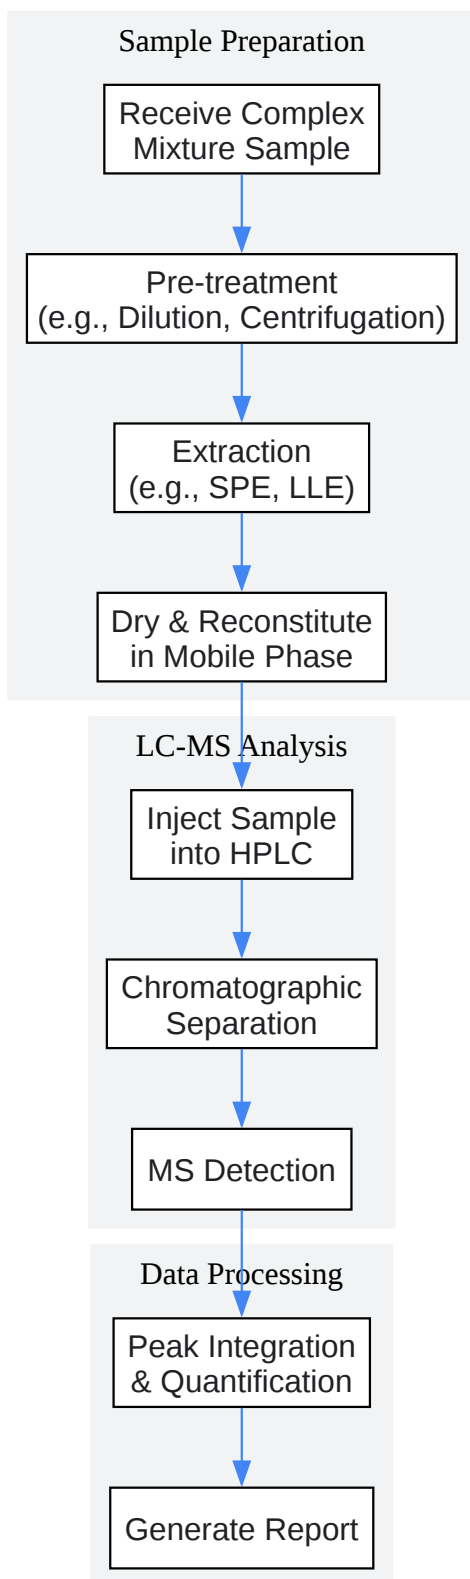 Sample Preparation
Receive Complex
Mixture Sample
Pre-treatment
(e.g., Dilution, Centrifugation)
Extraction
(e.g., SPE, LLE)
Dry & Reconstitute
in Mobile Phase
LC-MS Analysis
Inject Sample
into HPLC
Chromatographic
Separation
MS Detection
Data Processing
Peak Integration
& Quantification
Generate Report